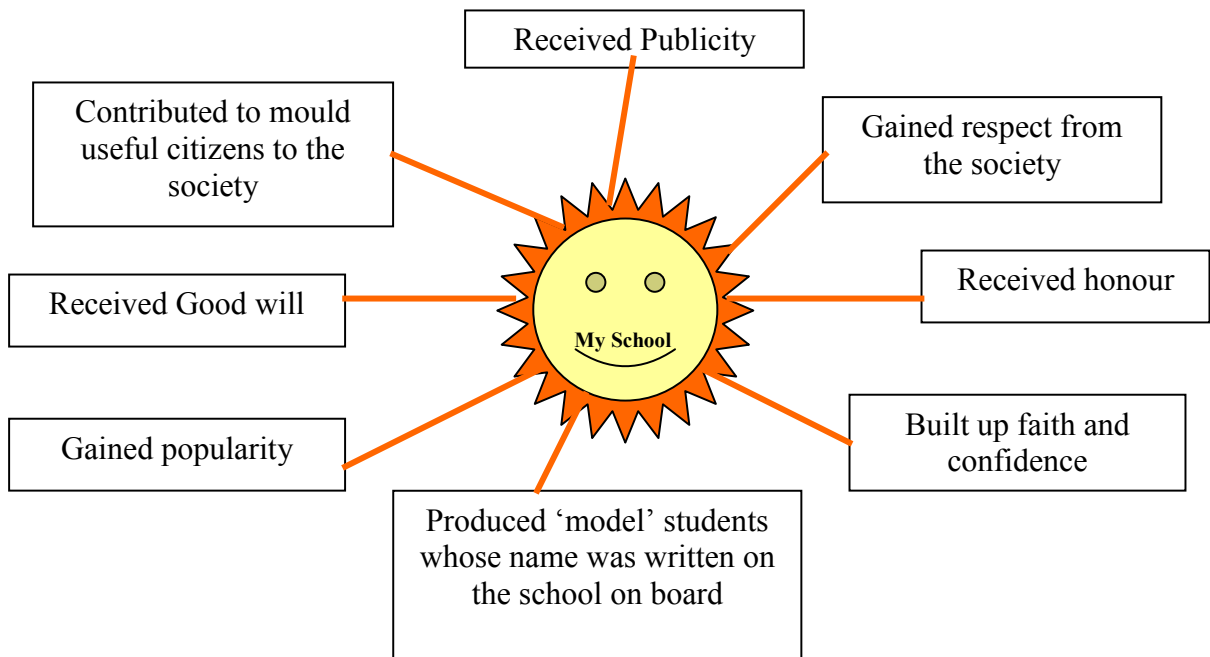 Received Publicity
Contributed to mould
useful citizens to the
society
Gained respect from
the society
Received Good will
Received honour
My School
Gained popularity
Built up faith and
confidence
Produced ‘model’ students
whose name was written on
the school on board